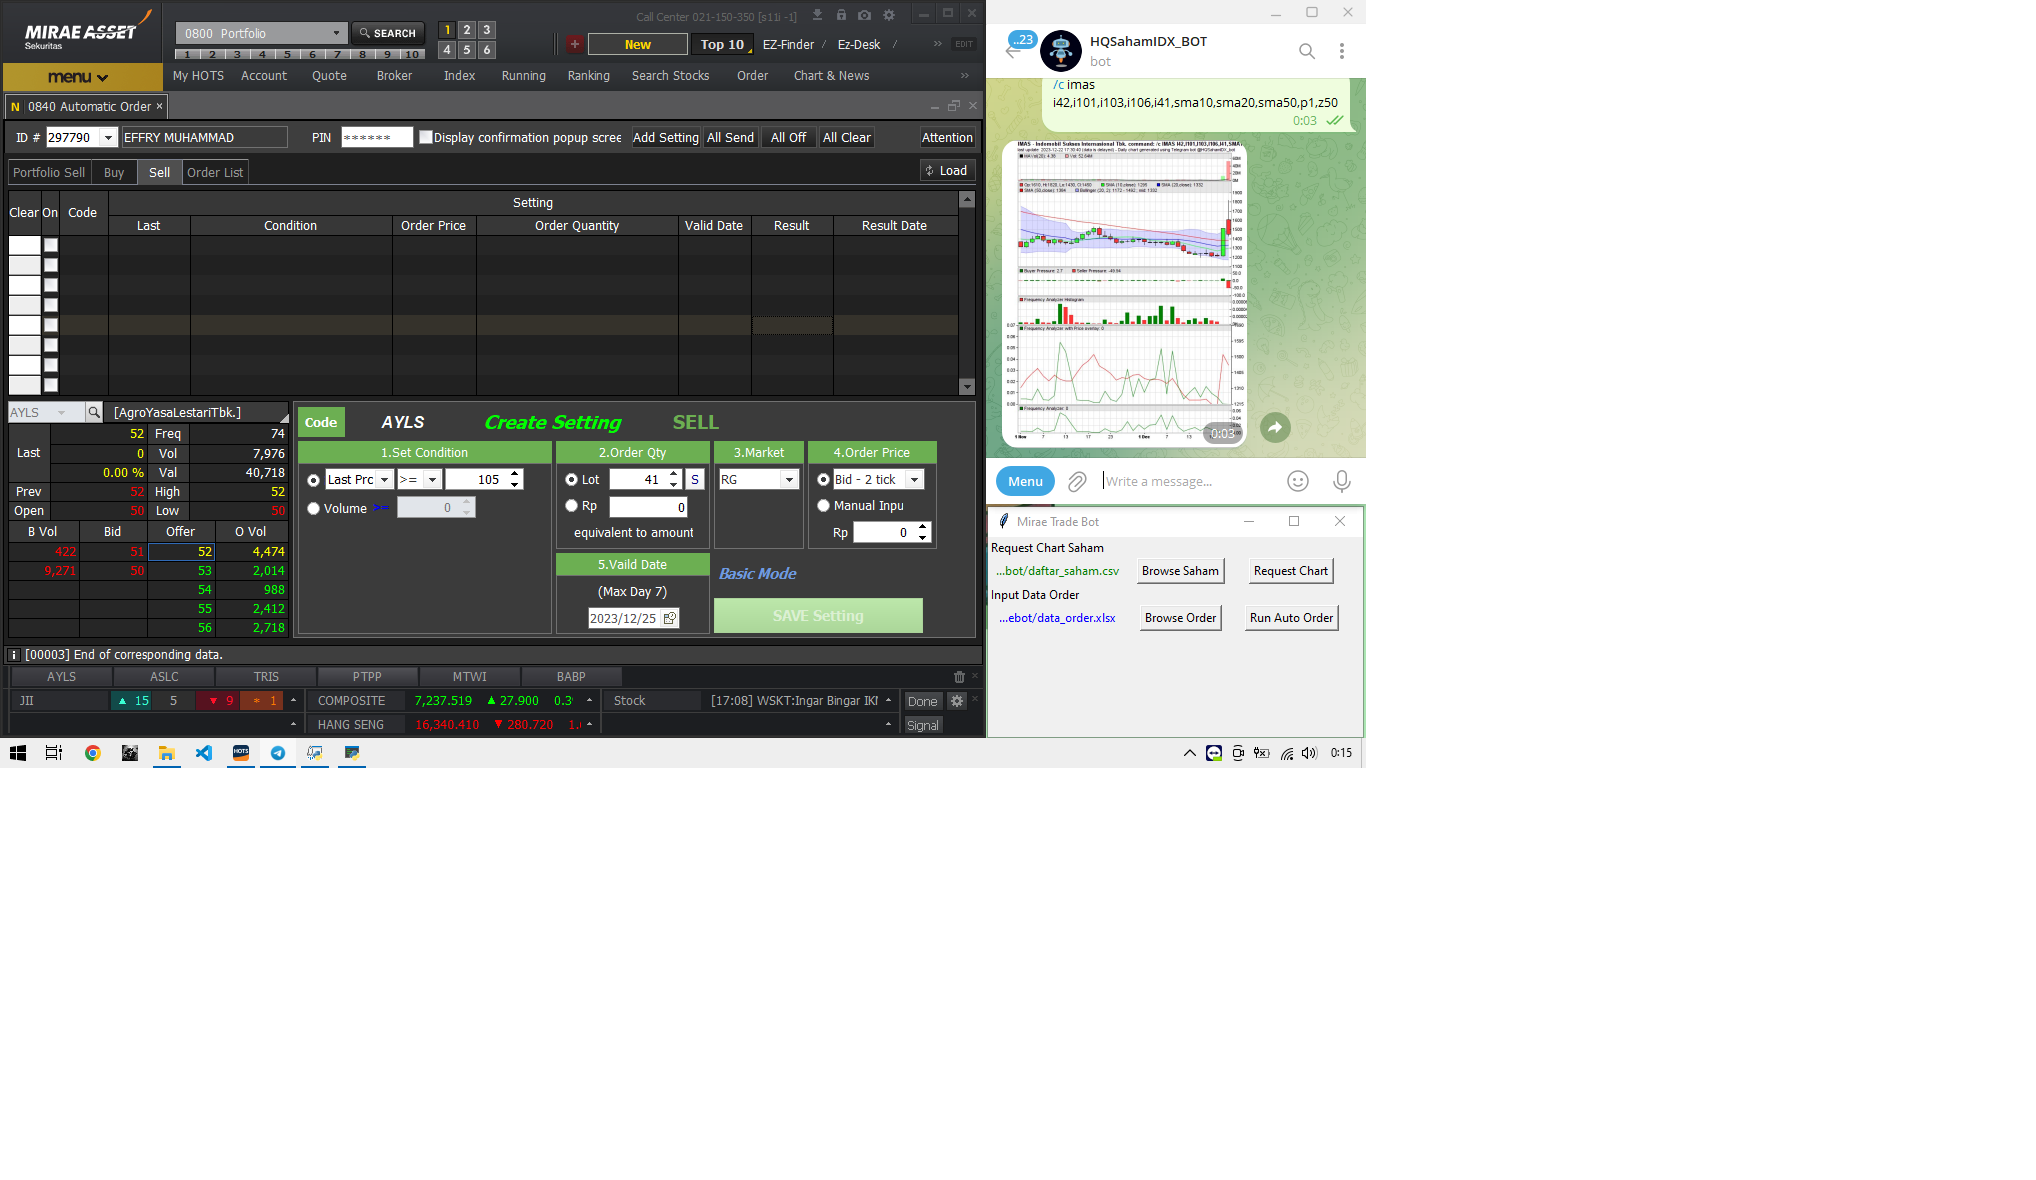 MIRAE ASSET
Sekuritas
0800 Portfolio
SEARCH
1 2 3 4 5 6 7 8 9 10
1 2 3
4 5 6
Call Center 021-150-350 [s11i -1]
New
Top 10
EZ-Finder /
Ez-Desk /
EDIT
menu
My HOTS
Account
Quote
Broker
Index
Running
Ranking
Search Stocks
Order
Chart & News
N 0840 Automatic Order
ID # 297790 EFFRY MUHAMMAD
PIN ******
Display confirmation popup scree
Add Setting
All Send
All Off
All Clear
Attention
Portfolio Sell
Buy
Sell
Order List
Load
Clear On Code
Setting
Last
Condition
Order Price
Order Quantity
Valid Date
Result
Result Date
AYLS
[AgroYasaLestariTbk.]
Last 52 Freq 74
0 Vol 7,976
0.00 % Val 40,718
Prev 52 High 52
Open 50 Low 50
B Vol Bid Offer O Vol
422 51 52 4,474
9,271 50 53 2,014
54 988
55 2,412
56 2,718
Code AYLS Create Setting SELL
1.Set Condition
Last Prc >= 105
Volume >= 0
2.Order Qty
Lot 41 S
Rp 0
equivalent to amount
3.Market
RG
4.Order Price
Bid - 2 tick
Manual Inpu
Rp 0
5.Vaild Date
(Max Day 7)
2023/12/25
Basic Mode
SAVE Setting
[00003] End of corresponding data.
AYLS
ASLC
TRIS
PTPP
MTWI
BABP
JII ▲ 15 5 ▼ 9 * 1
COMPOSITE 7,237.519 ▲ 27.900
Stock
[17:08] WSKT:Ingar Bingar IKN
Done
HANG SENG 16,340.410 ▼ 280.720
Signal
..23
HQSahamIDX_BOT
bot
/c imas
i42,i101,i103,i106,i41,sma10,sma20,sma50,p1,z50
0:03
0:03
Menu
Write a message...
Mirae Trade Bot
Request Chart Saham
...bot/daftar_saham.csv
Browse Saham
Request Chart
Input Data Order
...ebot/data_order.xlsx
Browse Order
Run Auto Order
HOTS
0:15